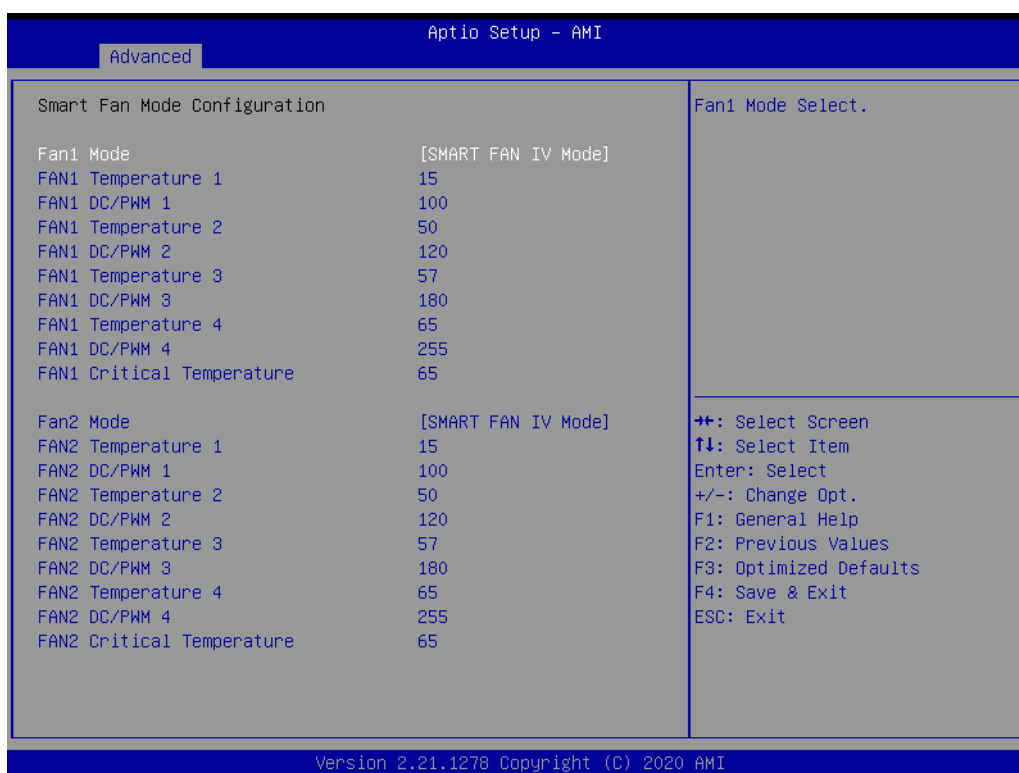 Aptio Setup – AMI
Advanced
Smart Fan Mode Configuration
Fan1 Mode [SMART FAN IV Mode]
FAN1 Temperature 1 15
FAN1 DC/PWM 1 100
FAN1 Temperature 2 50
FAN1 DC/PWM 2 120
FAN1 Temperature 3 57
FAN1 DC/PWM 3 180
FAN1 Temperature 4 65
FAN1 DC/PWM 4 255
FAN1 Critical Temperature 65
Fan2 Mode [SMART FAN IV Mode]
FAN2 Temperature 1 15
FAN2 DC/PWM 1 100
FAN2 Temperature 2 50
FAN2 DC/PWM 2 120
FAN2 Temperature 3 57
FAN2 DC/PWM 3 180
FAN2 Temperature 4 65
FAN2 DC/PWM 4 255
FAN2 Critical Temperature 65
Fan1 Mode Select.
→←: Select Screen
↑↓: Select Item
Enter: Select
+/-: Change Opt.
F1: General Help
F2: Previous Values
F3: Optimized Defaults
F4: Save & Exit
ESC: Exit
Version 2.21.1278 Copyright (C) 2020 AMI